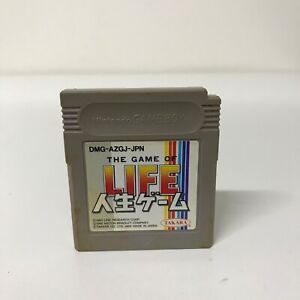 Nintendo GAME BOY
DMG-AZGJ-JPN
THE GAME OF
LIFE
人生ゲーム
TAKARA